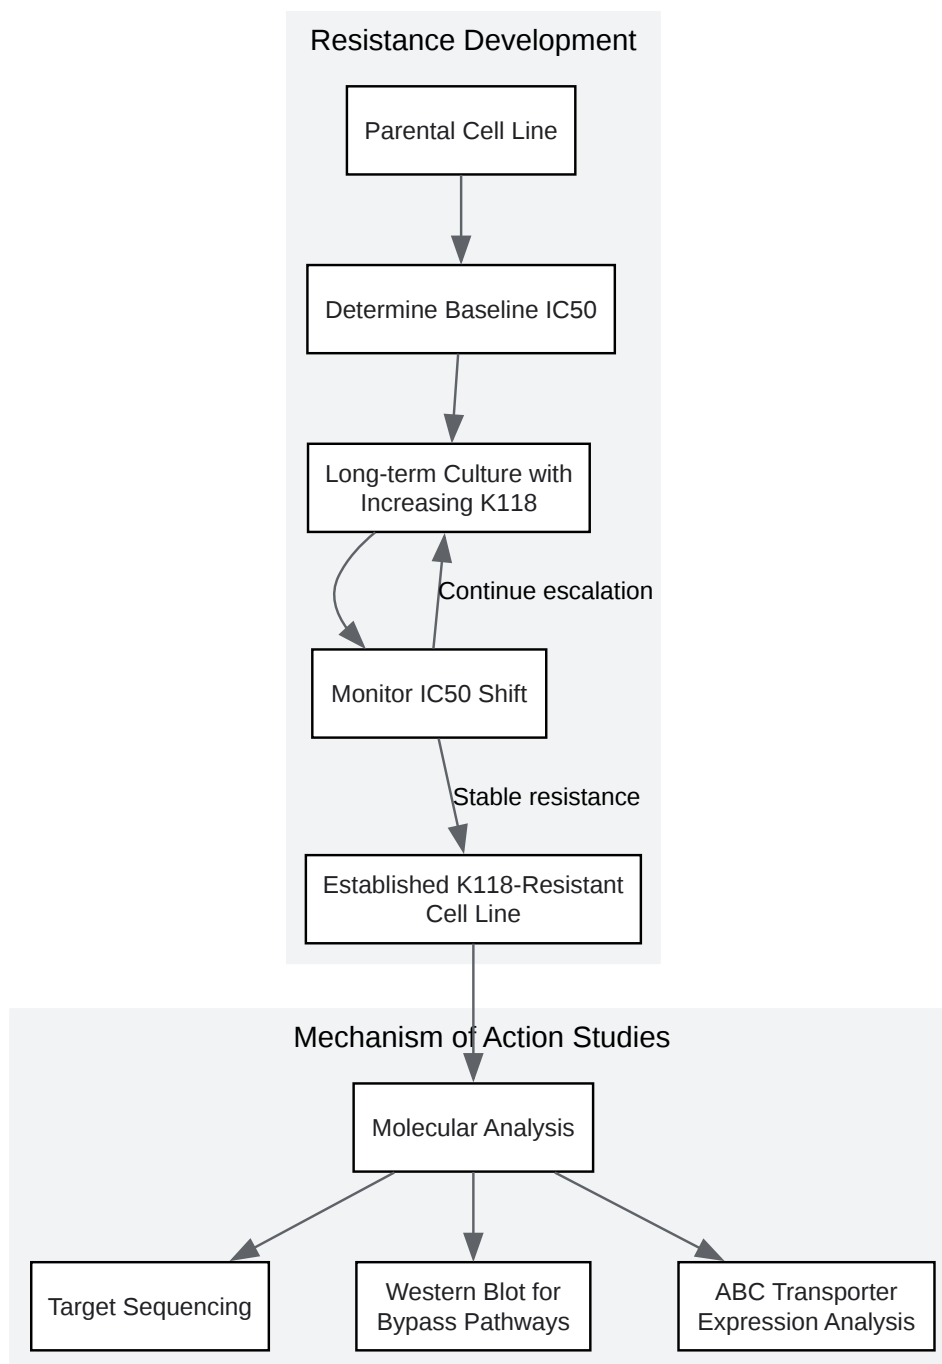 Resistance Development
Parental Cell Line
Determine Baseline IC50
Long-term Culture with
Increasing K118
Continue escalation
Monitor IC50 Shift
Stable resistance
Established K118-Resistant
Cell Line
Mechanism of Action Studies
Molecular Analysis
Target Sequencing
Western Blot for
Bypass Pathways
ABC Transporter
Expression Analysis